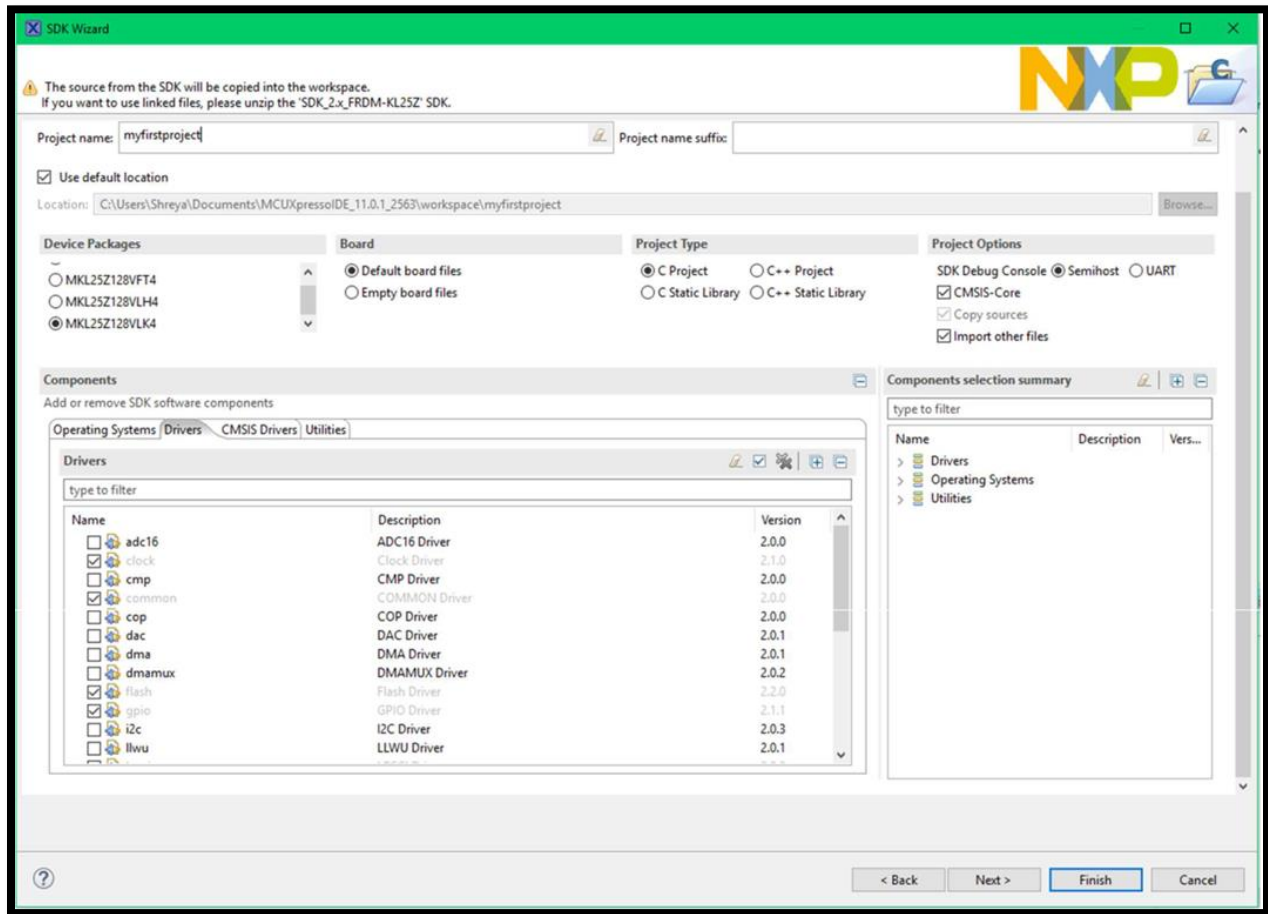 SDK Wizard
The source from the SDK will be copied into the workspace.
If you want to use linked files, please unzip the 'SDK_2.x_FRDM-KL25Z' SDK.
NXP
C
Project name: myfirstproject Project name suffix:
Use default location
Location: C:\Users\Shreya\Documents\MCUXpressoIDE_11.0.1_2563\workspace\myfirstproject Browse...
Device Packages Board Project Type Project Options
MKL25Z128VFT4 Default board files C Project C++ Project SDK Debug Console Semihost UART
MKL25Z128VLH4 Empty board files C Static Library C++ Static Library CMSIS-Core
MKL25Z128VLK4 Copy sources
Import other files
Components Components selection summary
Add or remove SDK software components
type to filter
Operating Systems Drivers CMSIS Drivers Utilities
Name Description Vers...
Drivers
Drivers
Operating Systems
Utilities
type to filter
Name Description Version
adc16 ADC16 Driver 2.0.0
clock Clock Driver 2.1.0
cmp CMP Driver 2.0.0
common COMMON Driver 2.0.0
cop COP Driver 2.0.0
dac DAC Driver 2.0.1
dma DMA Driver 2.0.1
dmamux DMAMUX Driver 2.0.2
flash Flash Driver 2.2.0
gpio GPIO Driver 2.1.1
i2c I2C Driver 2.0.3
llwu LLWU Driver 2.0.1
? < Back Next > Finish Cancel